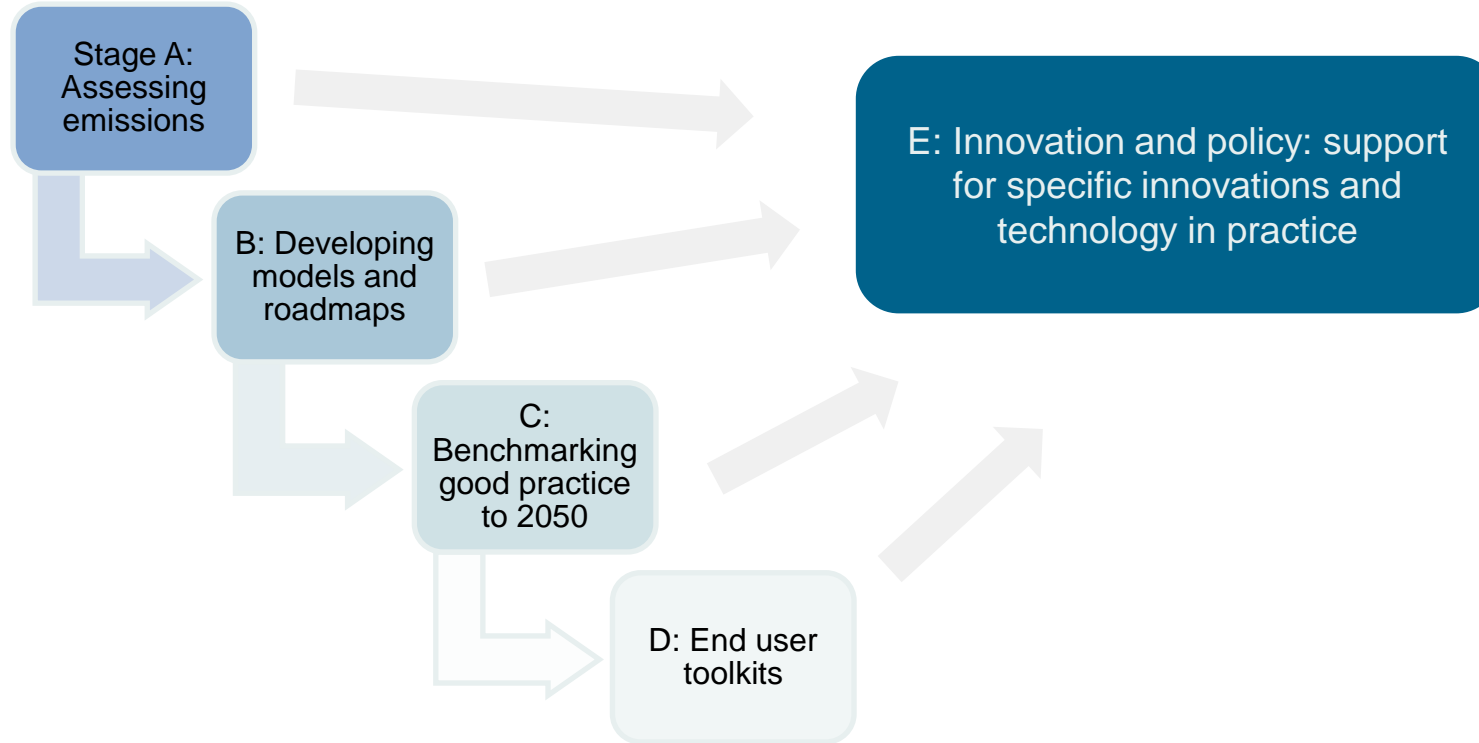 Stage A:
Assessing
emissions
E: Innovation and policy: support
for specific innovations and
technology in practice
B: Developing
models and
roadmaps
C:
Benchmarking
good practice
to 2050
D: End user
toolkits